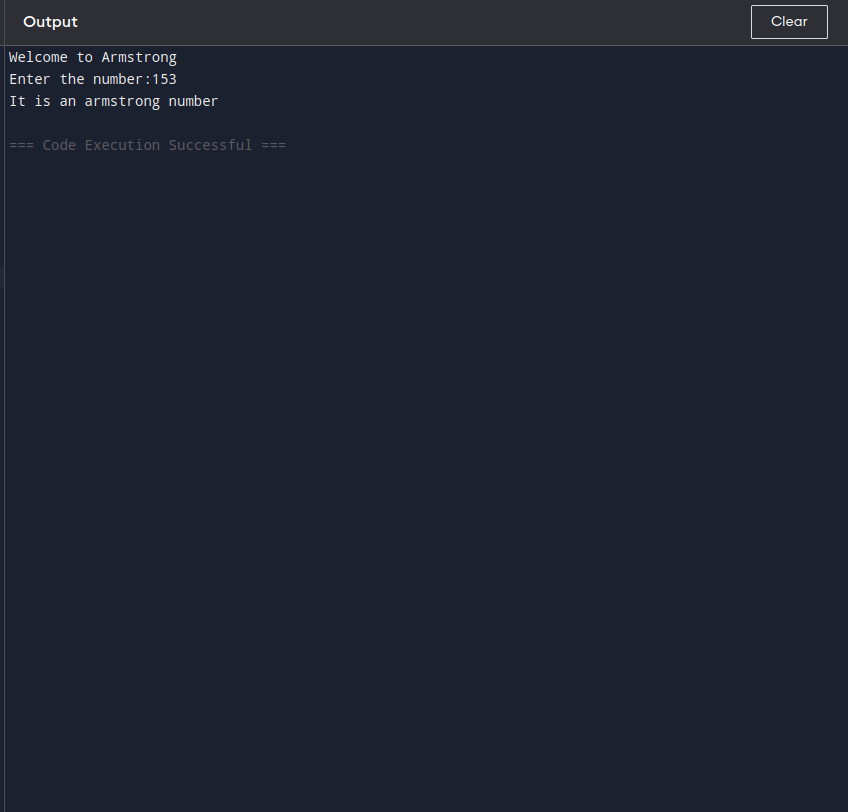 Output
Clear
Welcome to Armstrong
Enter the number:153
It is an armstrong number
=== Code Execution Successful ===